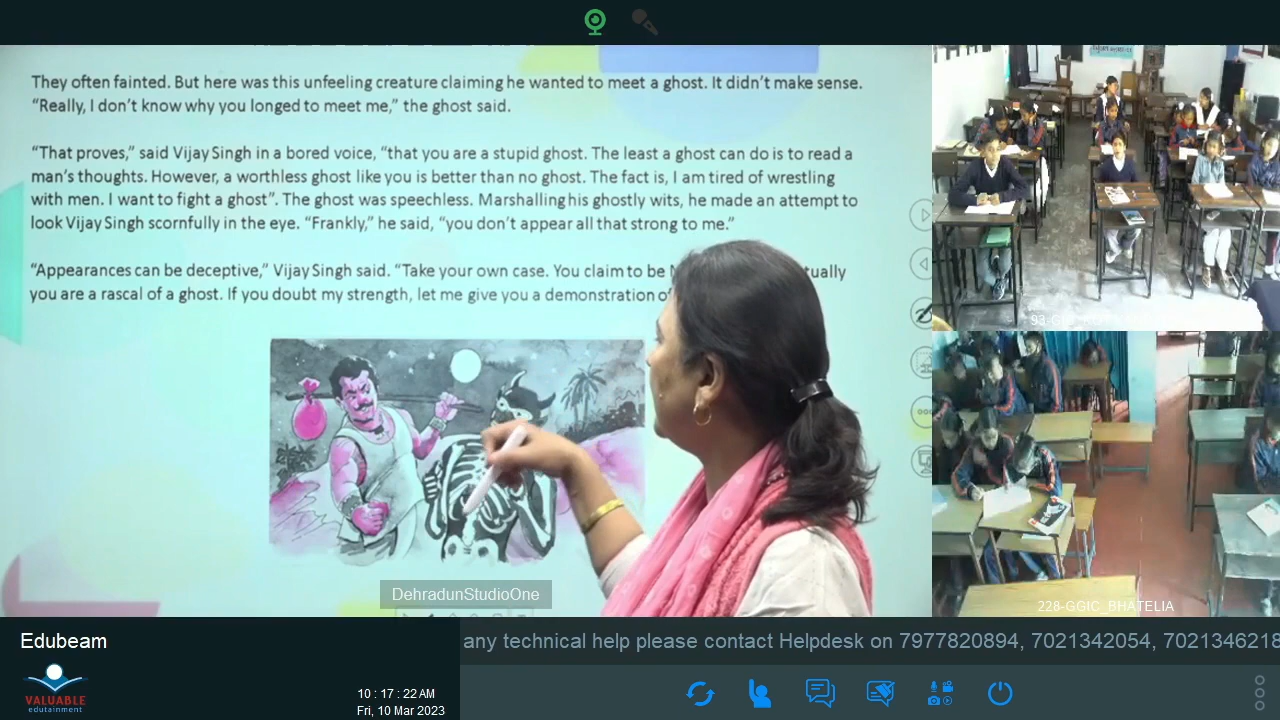 They often fainted. But here was this unfeeling creature claiming he wanted to meet a ghost. It didn't make sense.
“Really, I don't know why you longed to meet me,” the ghost said.
“That proves,” said Vijay Singh in a bored voice, “that you are a stupid ghost. The least a ghost can do is to read a
man's thoughts. However, a worthless ghost like you is better than no ghost. The fact is, I am tired of wrestling
with men. I want to fight a ghost”. The ghost was speechless. Marshalling his ghostly wits, he made an attempt to
look Vijay Singh scornfully in the eye. “Frankly,” he said, “you don't appear all that strong to me.”
“Appearances can be deceptive,” Vijay Singh said. “Take your own case. You claim to be
you are a rascal of a ghost. If you doubt my strength, let me give you a demonstration
DehradunStudioOne
228-GGIC_BHATELIA
Edubeam
any technical help please contact Helpdesk on 7977820894, 7021342054, 7021346218
VALUABLE
edutainment
10 : 17 : 22 AM
Fri, 10 Mar 2023